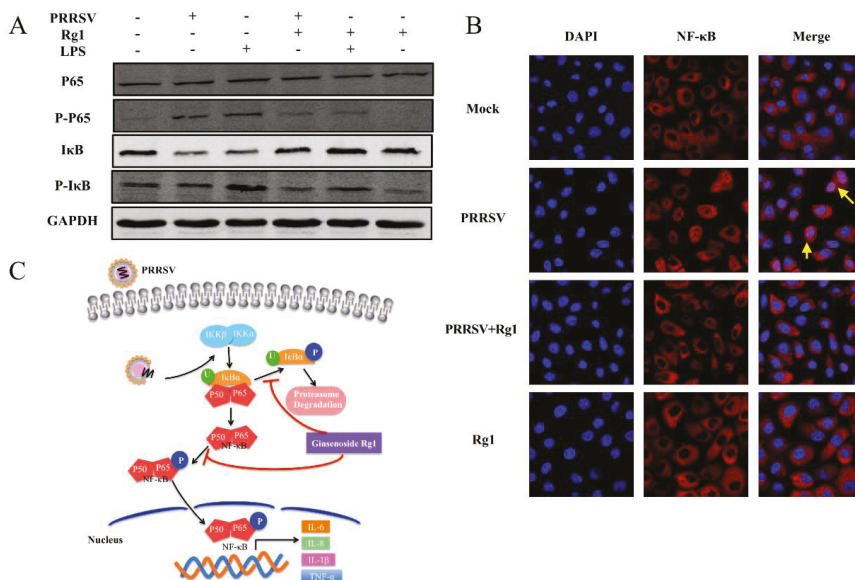 A
PRRSV - + - + - -
Rg1 - - - + + +
LPS - - + - + -
P65
P-P65
IκB
P-IκB
GAPDH
B
DAPI NF-κB Merge
Mock
PRRSV
PRRSV+Rg1
Rg1
C
PRRSV
IKKβ IKKα
U IκBα P
U IκBα
P50 P65
Proteasome
Degradation
P50 P65
NF-κB
Ginsenoside Rg1
P50 P65 P
NF-κB
P50 P65 P
NF-κB
Nucleus
IL-6
IL-8
IL-1β
TNF-α